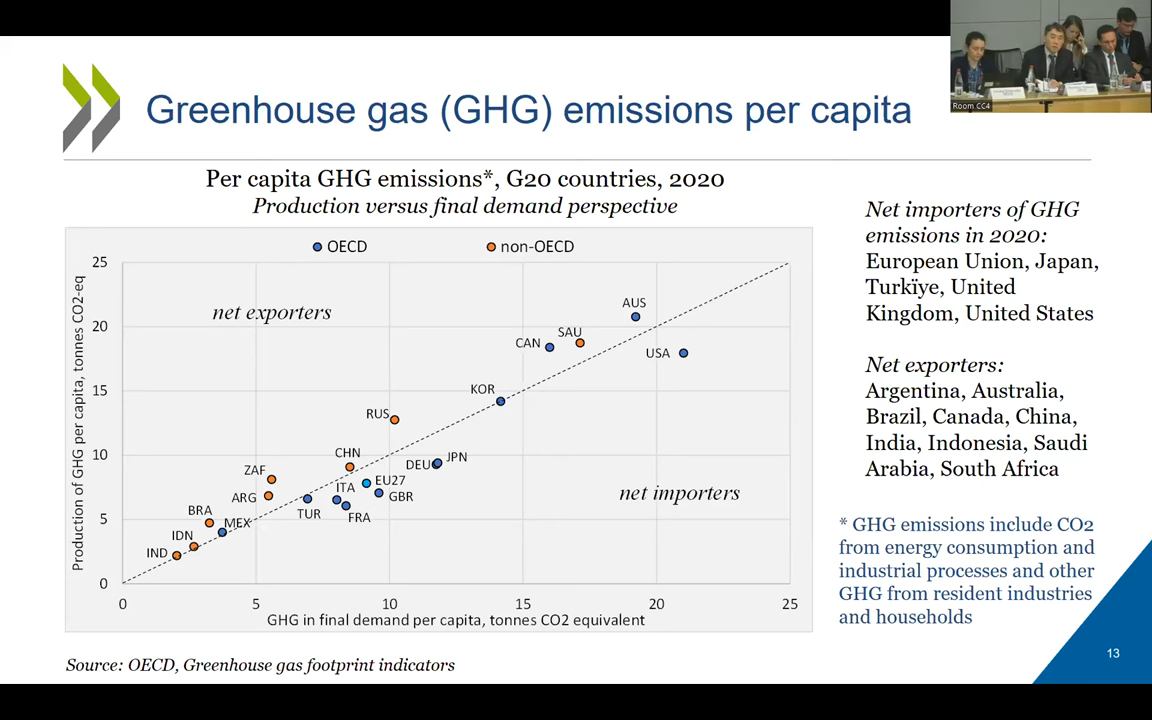 Room CC4
Greenhouse gas (GHG) emissions per capita
Per capita GHG emissions*, G20 countries, 2020
Production versus final demand perspective
OECD
non-OECD
Production of GHG per capita, tonnes CO2-eq
25
20
15
10
5
0
net exporters
AUS
SAU
CAN
USA
KOR
RUS
CHN
DEU
JPN
ZAF
EU27
ITA
GBR
ARG
TUR
FRA
BRA
MEX
IDN
IND
net importers
0
5
10
15
20
25
GHG in final demand per capita, tonnes CO2 equivalent
Source: OECD, Greenhouse gas footprint indicators
Net importers of GHG
emissions in 2020:
European Union, Japan,
Turkïye, United
Kingdom, United States
Net exporters:
Argentina, Australia,
Brazil, Canada, China,
India, Indonesia, Saudi
Arabia, South Africa
* GHG emissions include CO2
from energy consumption and
industrial processes and other
GHG from resident industries
and households
13